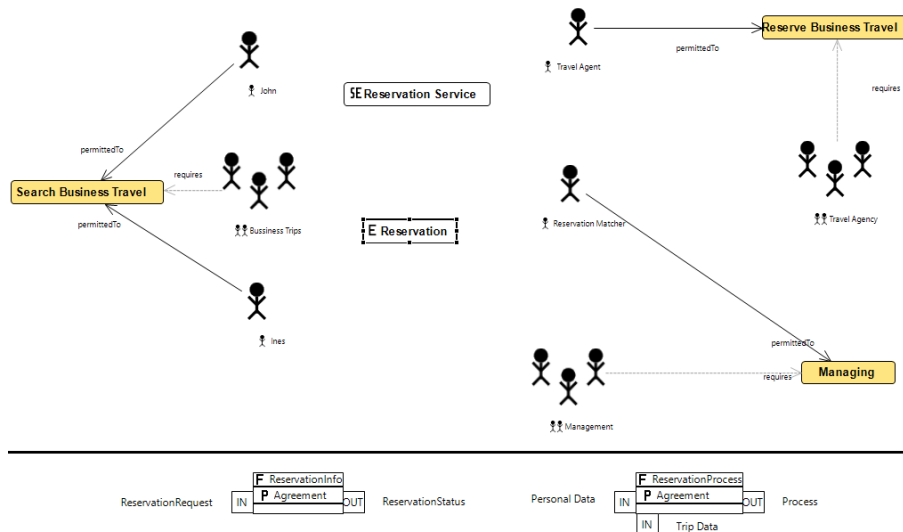 Reserve Business Travel
permittedTo
Travel Agent
John
SE Reservation Service
requires
permittedTo
requires
Search Business Travel
permittedTo
Bussiness Trips
Reservation Matcher
Travel Agency
E Reservation
Ines
permittedTo
Managing
requires
Management
F ReservationInfo
P Agreement
ReservationRequest
IN
OUT
ReservationStatus
F ReservationProcess
P Agreement
Personal Data
IN
OUT
Process
IN
Trip Data